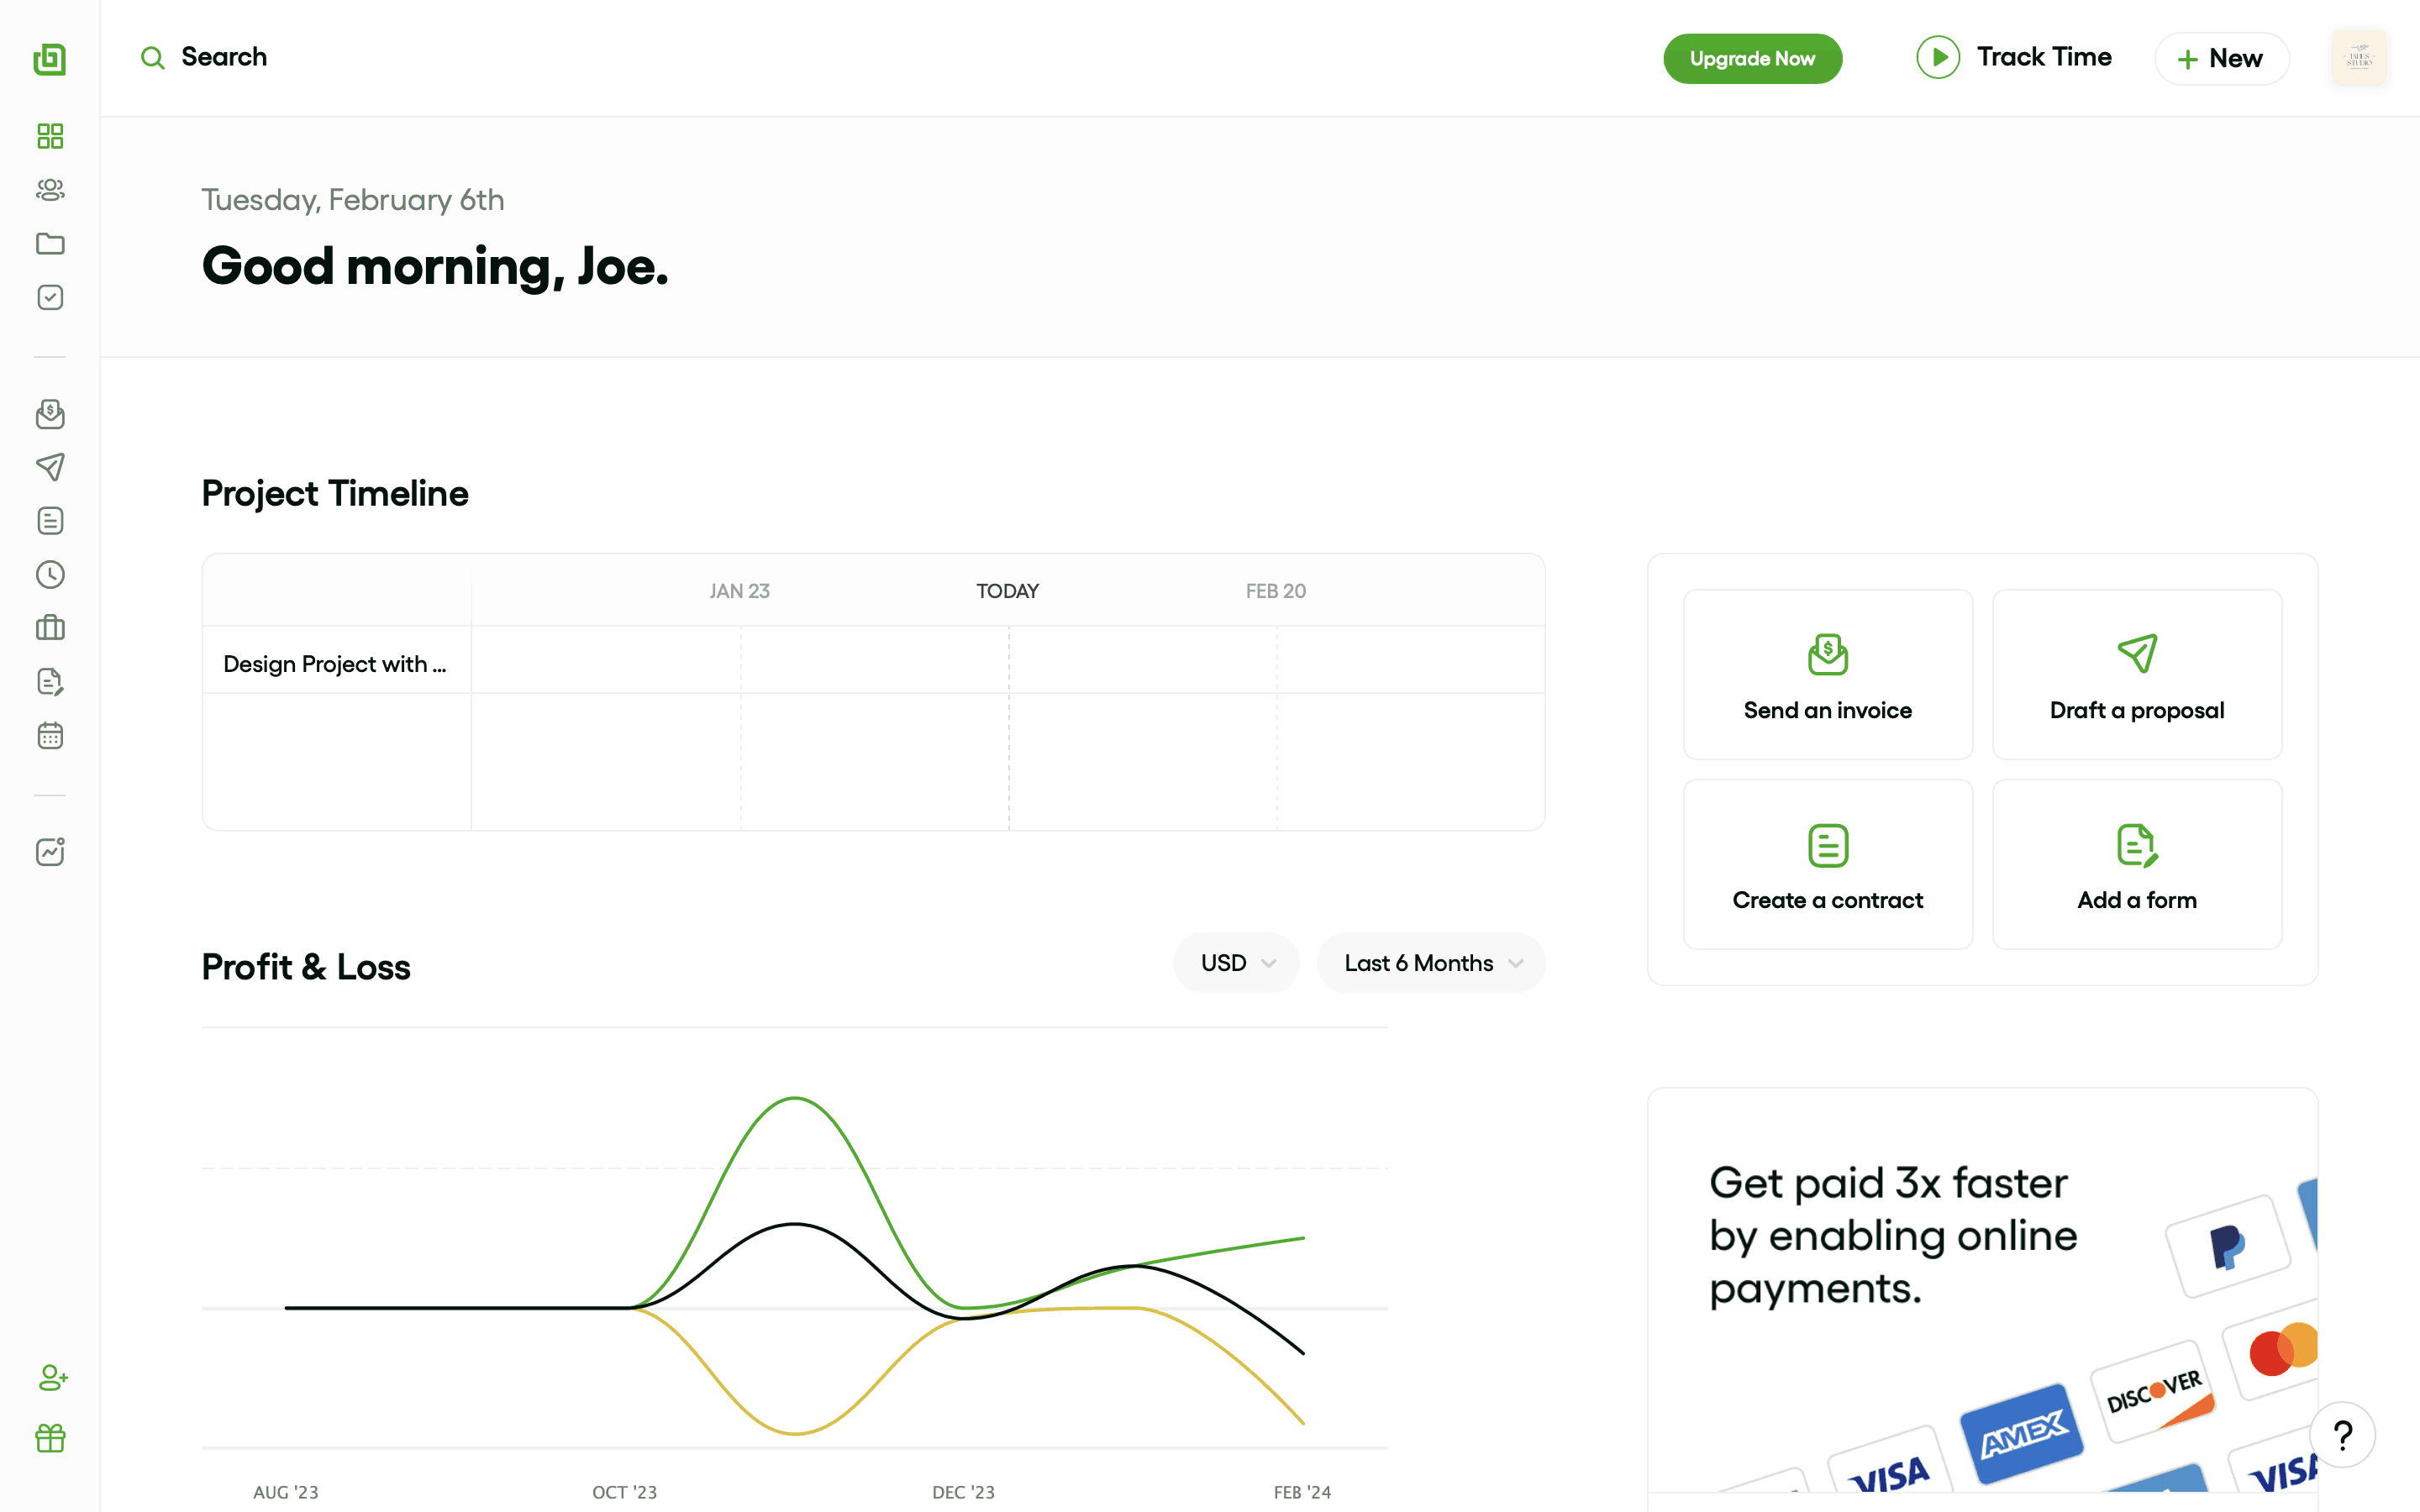 Search
Upgrade Now
Track Time
New
JAMES
STUDIO
Tuesday, February 6th
Good morning, Joe.
Project Timeline
JAN 23
TODAY
FEB 20
Design Project with ...
Send an invoice
Draft a proposal
Create a contract
Add a form
Profit & Loss
USD
Last 6 Months
Get paid 3x faster
by enabling online
payments.
DISCOVER
AMEX
VISA
VISA
?
AUG '23
OCT '23
DEC '23
FEB '24